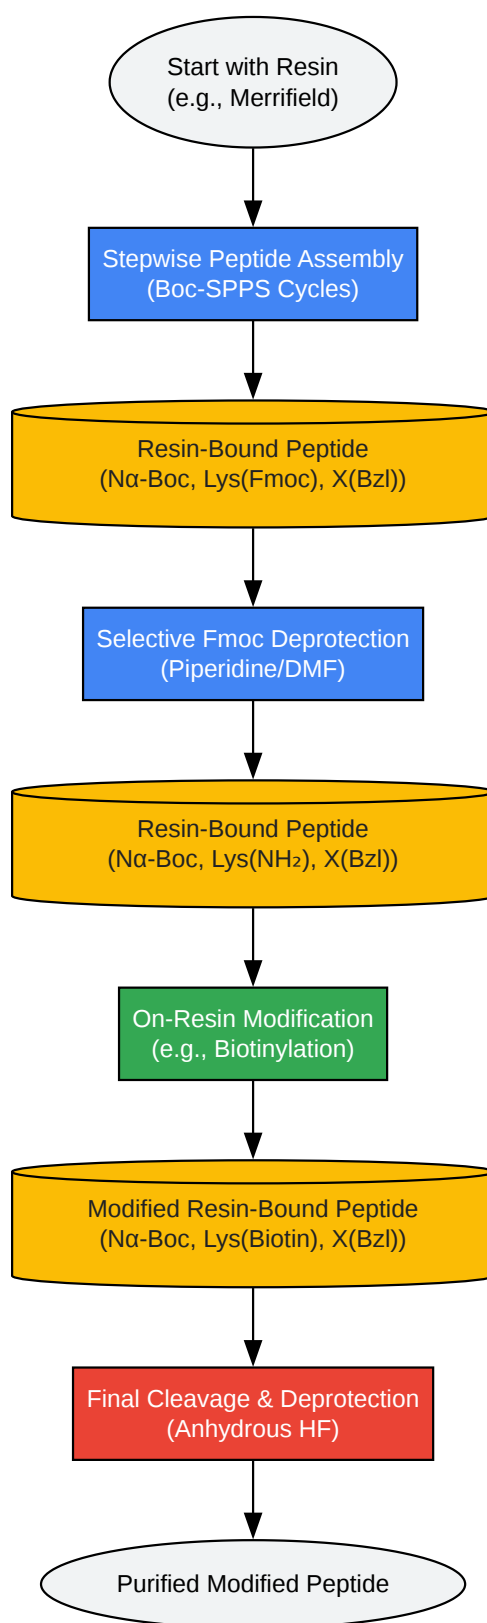 Start with Resin
(e.g., Merrifield)
Stepwise Peptide Assembly
(Boc-SPPS Cycles)
Resin-Bound Peptide
(Nα-Boc, Lys(Fmoc), X(Bzl))
Selective Fmoc Deprotection
(Piperidine/DMF)
Resin-Bound Peptide
(Nα-Boc, Lys(NH₂), X(Bzl))
On-Resin Modification
(e.g., Biotinylation)
Modified Resin-Bound Peptide
(Nα-Boc, Lys(Biotin), X(Bzl))
Final Cleavage & Deprotection
(Anhydrous HF)
Purified Modified Peptide